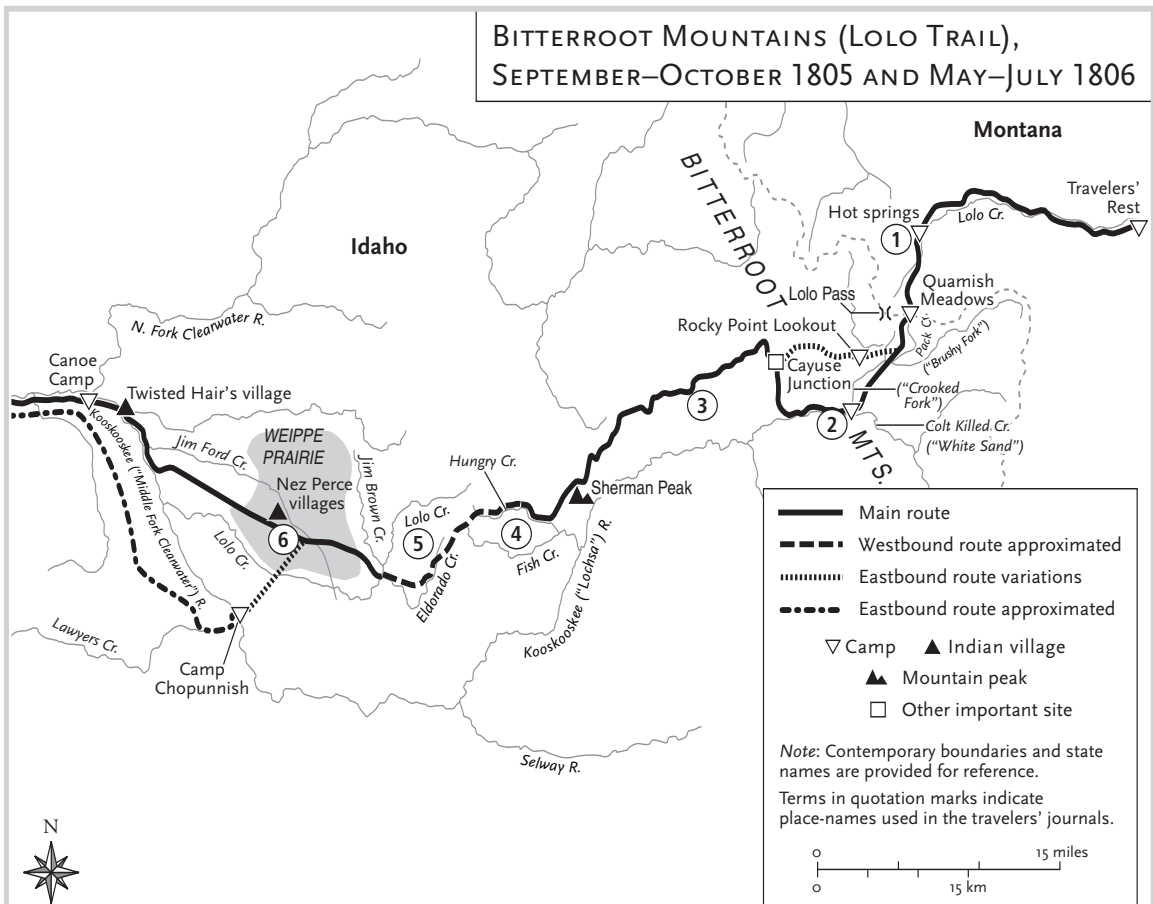 BITTERROOT MOUNTAINS (LOLO TRAIL),
SEPTEMBER–OCTOBER 1805 AND MAY–JULY 1806
Montana
Travelers'
Rest
Lolo Cr.
Hot springs
1
BITTERROOT
MTS.
Idaho
Quamish
Meadows
Lolo Pass
Pack Cr.
("Brushy Fork")
Rocky Point Lookout
Cayuse
Junction
("Crooked
Fork")
2
Colt Killed Cr.
("White Sand")
3
N. Fork Clearwater R.
Canoe
Camp
Twisted Hair's village
Kooskooskee ("Middle Fork Clearwater") R.
Jim Ford Cr.
WEIPPE
PRAIRIE
Nez Perce
villages
6
Jim Brown Cr.
Lolo Cr.
Lolo Cr.
5
Eldorado Cr.
Hungry Cr.
4
Fish Cr.
Sherman Peak
Kooskooskee ("Lochsa") R.
Lawyers Cr.
Camp
Chopunnish
Selway R.
Main route
Westbound route approximated
Eastbound route variations
Eastbound route approximated
Camp
Indian village
Mountain peak
Other important site
Note: Contemporary boundaries and state
names are provided for reference.
Terms in quotation marks indicate
place-names used in the travelers' journals.
0 15 miles
0 15 km
N